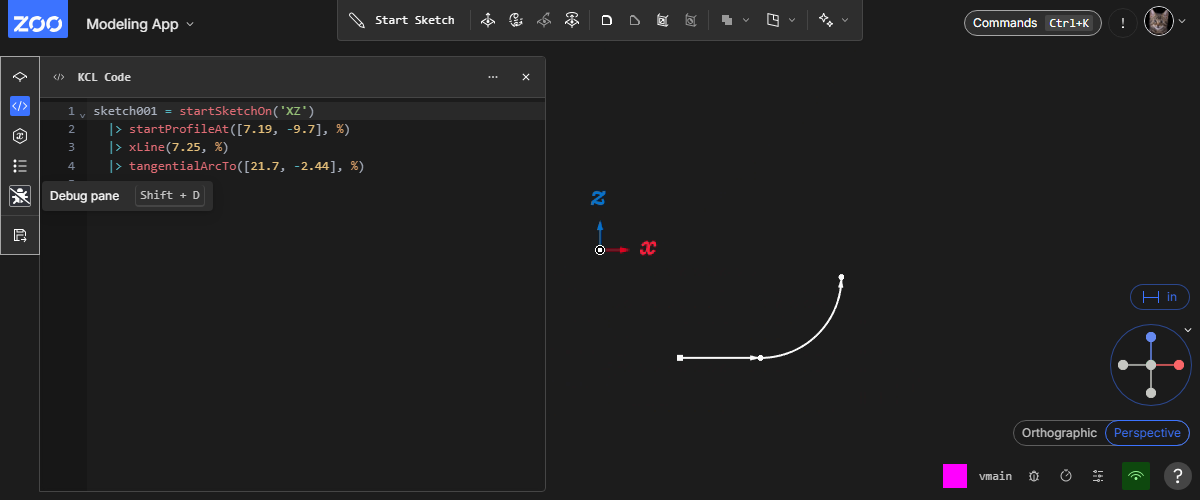 ZOO
Modeling App
Start Sketch
Commands Ctrl+K
!
KCL Code
1 sketch001 = startSketchOn('XZ')
2 |> startProfileAt([7.19, -9.7], %)
3 |> xLine(7.25, %)
4 |> tangentialArcTo([21.7, -2.44], %)
Debug pane Shift + D
z
x
in
Orthographic Perspective
vmain
?